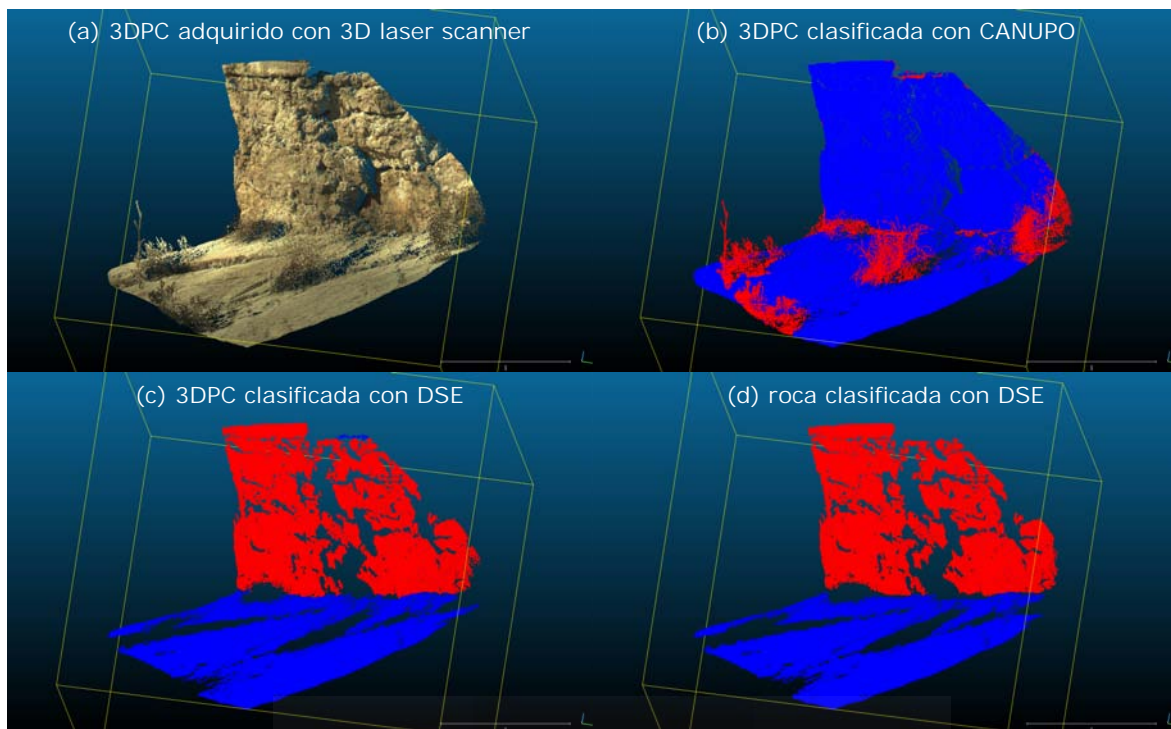 (a) 3DPC adquirido con 3D laser scanner
(b) 3DPC clasificada con CANUPO
(c) 3DPC clasificada con DSE
(d) roca clasificada con DSE